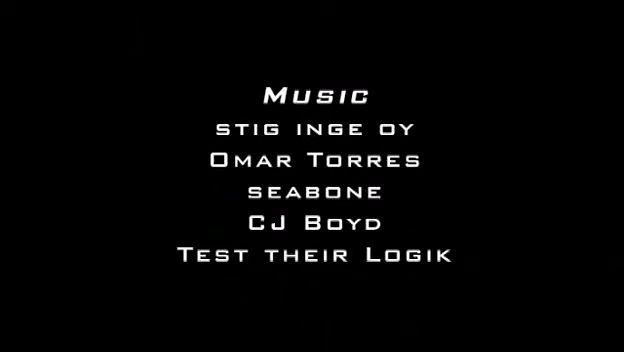 Music
stig inge oy
Omar Torres
seabone
CJ Boyd
Test their Logik